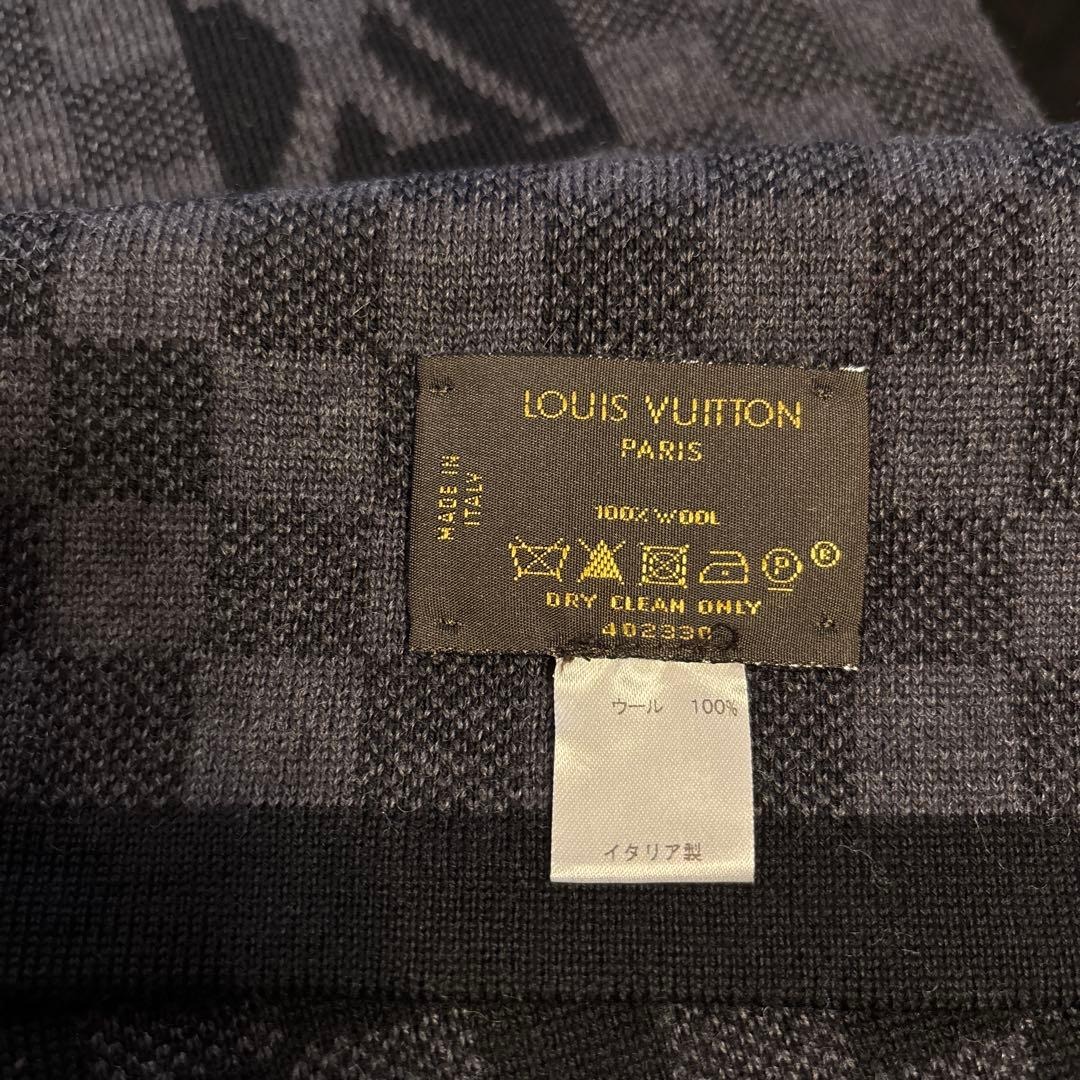 LOUIS VUITTON
PARIS
MADE IN
ITALY
100% WOOL
P
®
DRY CLEAN ONLY
ウール 100%
イタリア製